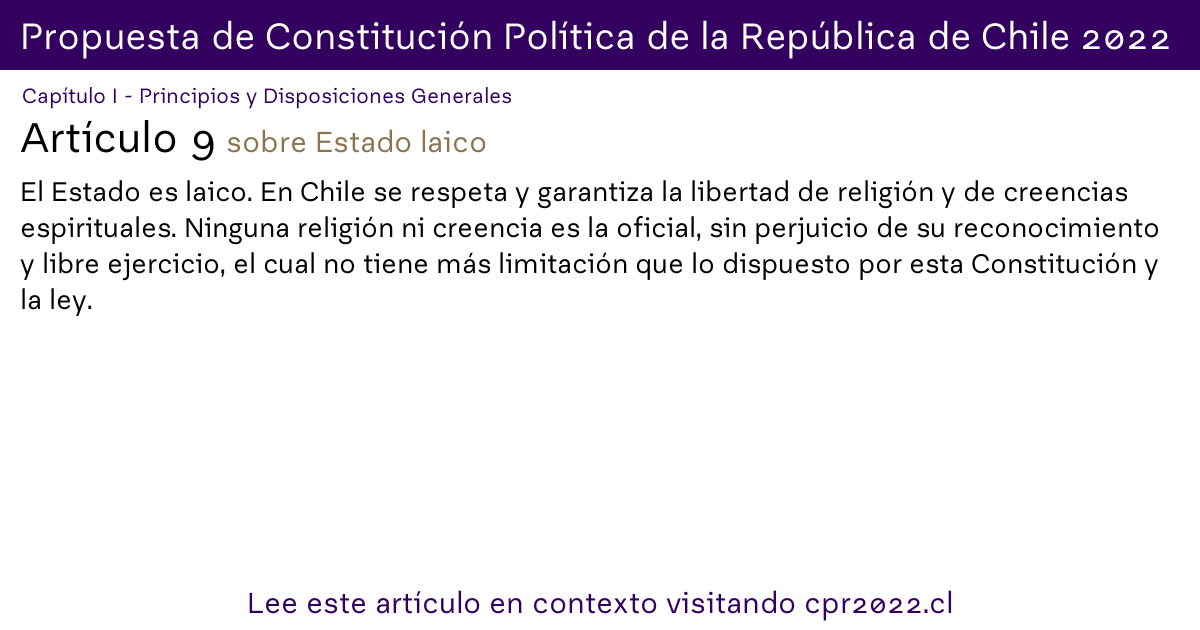 Propuesta de Constitución Política de la República de Chile 2022
Capítulo I - Principios y Disposiciones Generales
Artículo 9 sobre Estado laico
El Estado es laico. En Chile se respeta y garantiza la libertad de religión y de creencias
espirituales. Ninguna religión ni creencia es la oficial, sin perjuicio de su reconocimiento
y libre ejercicio, el cual no tiene más limitación que lo dispuesto por esta Constitución y
la ley.
Lee este artículo en contexto visitando cpr2022.cl